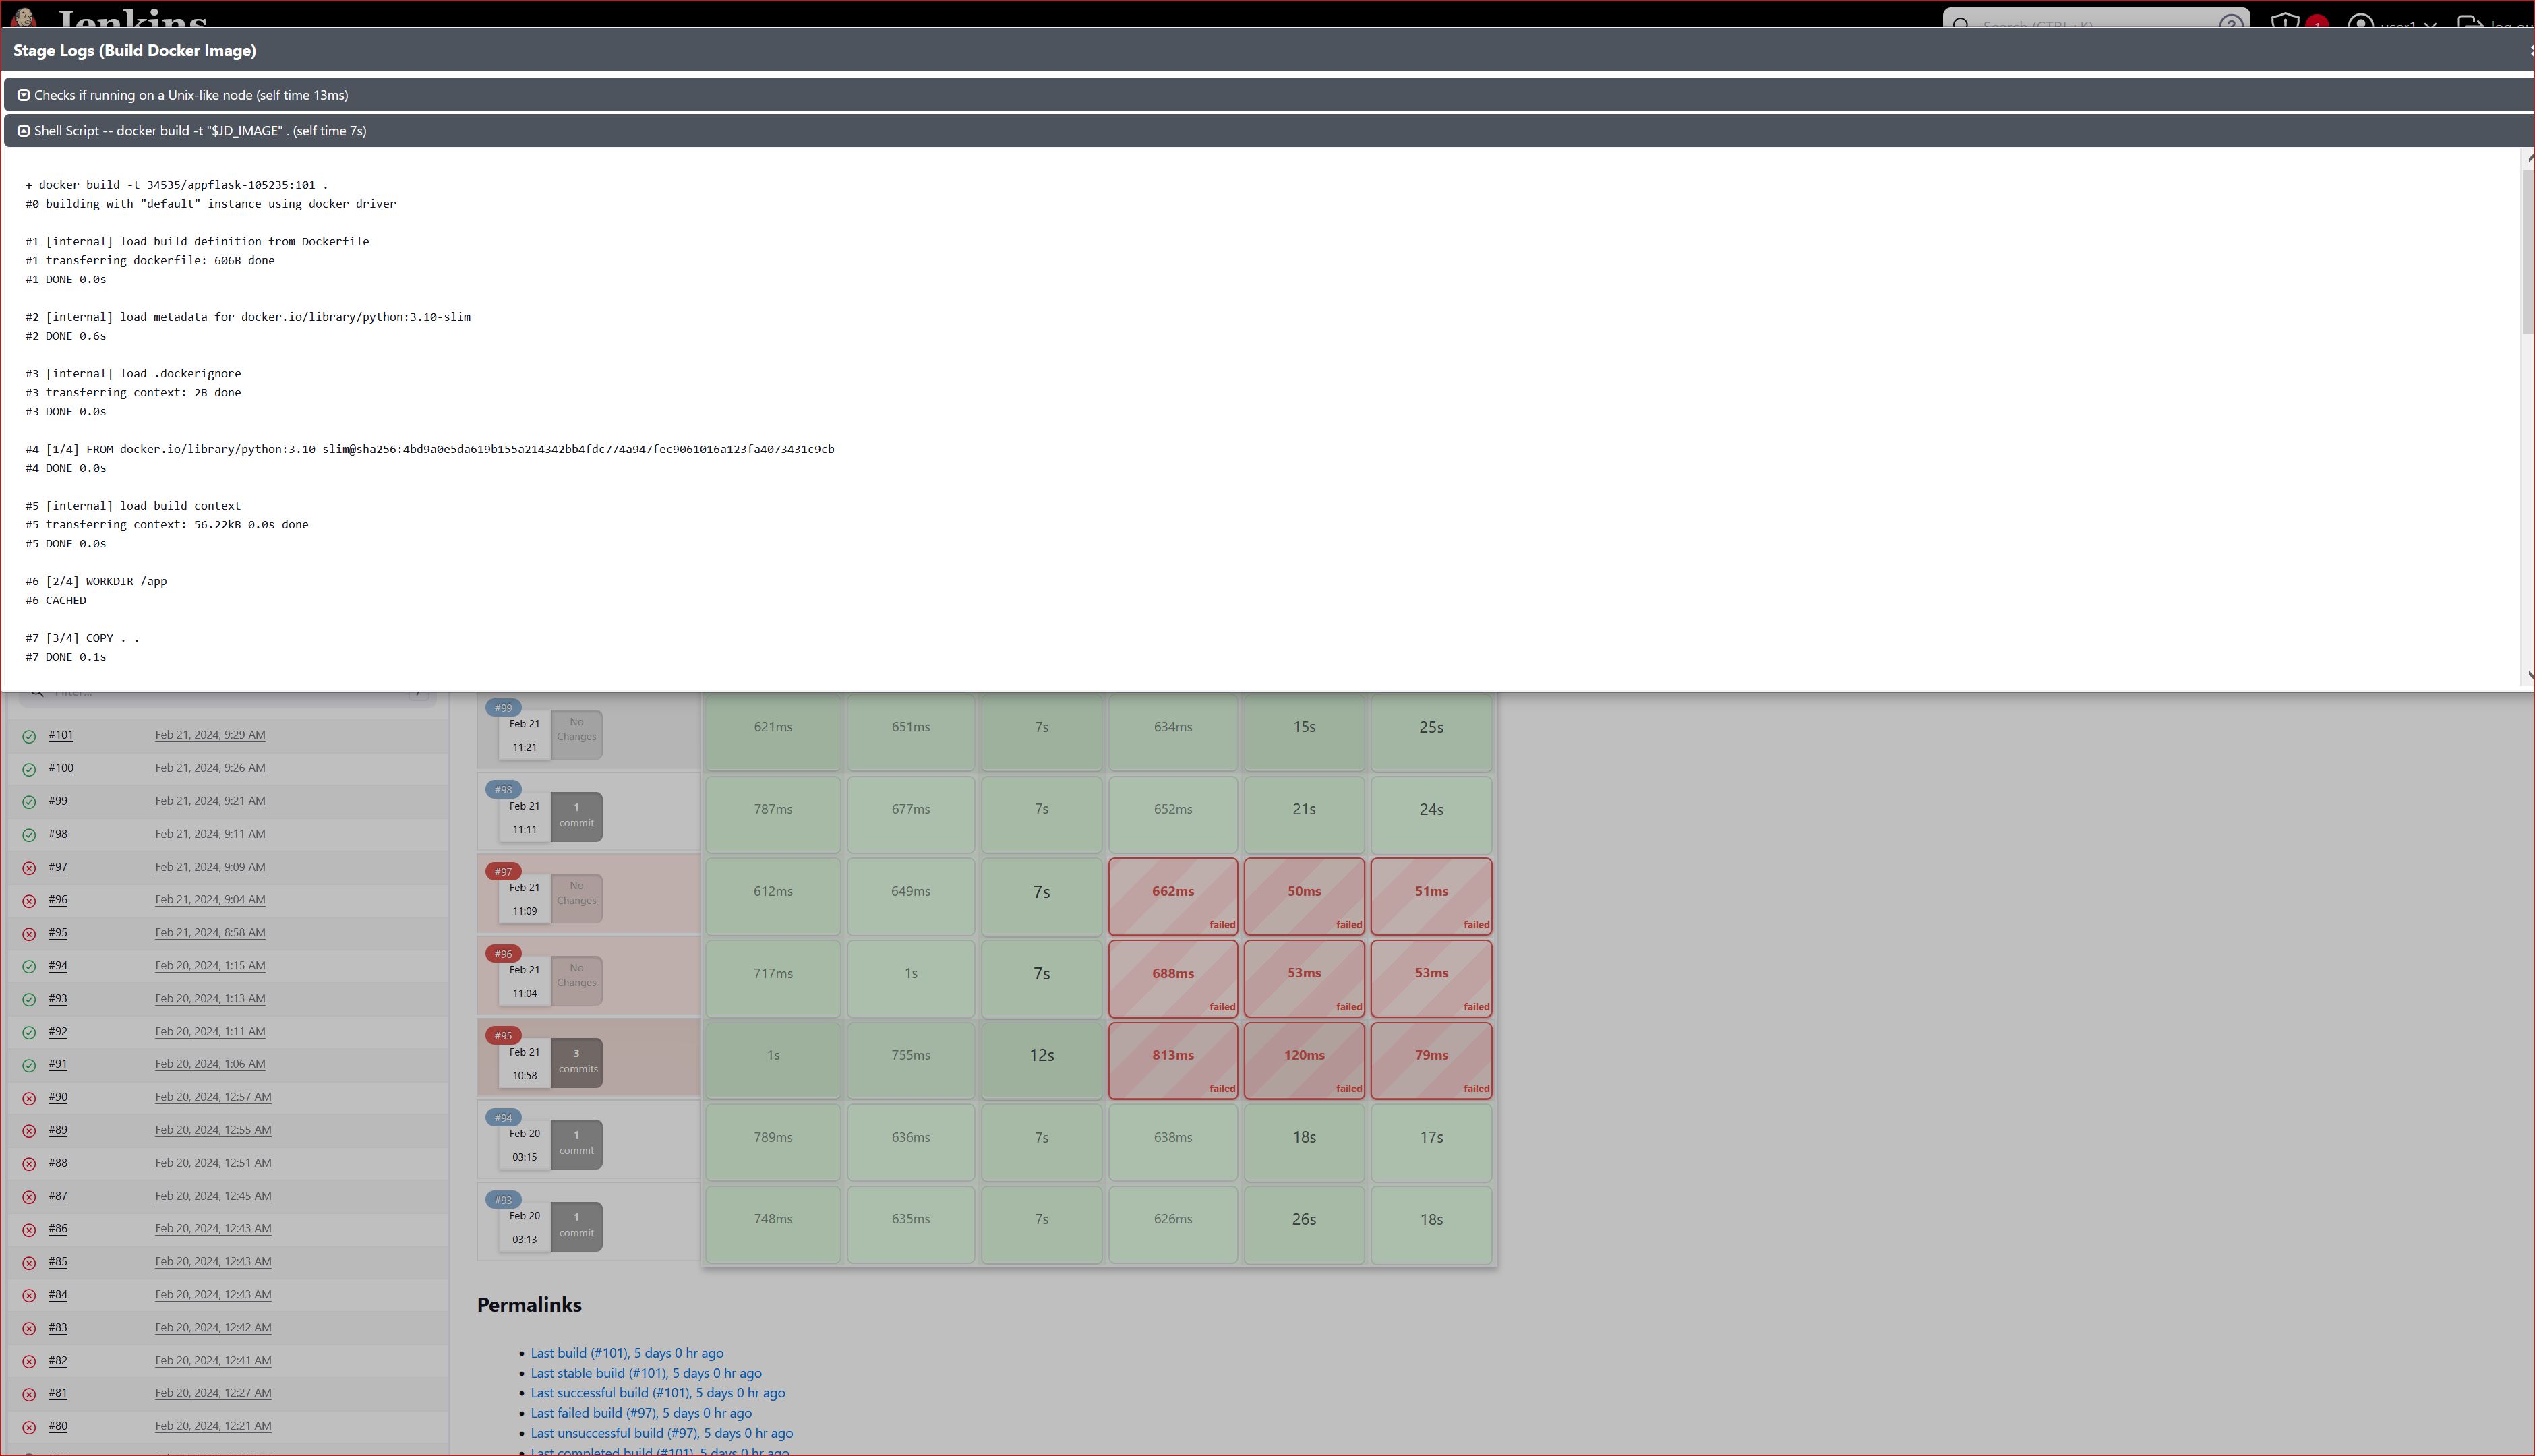 Jenkins
Search (CTRL+K)
?
1
user1
log ou
Stage Logs (Build Docker Image)
Checks if running on a Unix-like node (self time 13ms)
Shell Script -- docker build -t "$JD_IMAGE" . (self time 7s)
+ docker build -t 34535/appflask-105235:101 .
#0 building with "default" instance using docker driver
#1 [internal] load build definition from Dockerfile
#1 transferring dockerfile: 606B done
#1 DONE 0.0s
#2 [internal] load metadata for docker.io/library/python:3.10-slim
#2 DONE 0.6s
#3 [internal] load .dockerignore
#3 transferring context: 2B done
#3 DONE 0.0s
#4 [1/4] FROM docker.io/library/python:3.10-slim@sha256:4bd9a0e5da619b155a214342bb4fdc774a947fec9061016a123fa4073431c9cb
#4 DONE 0.0s
#5 [internal] load build context
#5 transferring context: 56.22kB 0.0s done
#5 DONE 0.0s
#6 [2/4] WORKDIR /app
#6 CACHED
#7 [3/4] COPY . .
#7 DONE 0.1s
Filter...
#101 Feb 21, 2024, 9:29 AM
#100 Feb 21, 2024, 9:26 AM
#99 Feb 21, 2024, 9:21 AM
#98 Feb 21, 2024, 9:11 AM
#97 Feb 21, 2024, 9:09 AM
#96 Feb 21, 2024, 9:04 AM
#95 Feb 21, 2024, 8:58 AM
#94 Feb 20, 2024, 1:15 AM
#93 Feb 20, 2024, 1:13 AM
#92 Feb 20, 2024, 1:11 AM
#91 Feb 20, 2024, 1:06 AM
#90 Feb 20, 2024, 12:57 AM
#89 Feb 20, 2024, 12:55 AM
#88 Feb 20, 2024, 12:51 AM
#87 Feb 20, 2024, 12:45 AM
#86 Feb 20, 2024, 12:43 AM
#85 Feb 20, 2024, 12:43 AM
#84 Feb 20, 2024, 12:43 AM
#83 Feb 20, 2024, 12:42 AM
#82 Feb 20, 2024, 12:41 AM
#81 Feb 20, 2024, 12:27 AM
#80 Feb 20, 2024, 12:21 AM
#99
Feb 21
11:21
No
Changes
621ms 651ms 7s 634ms 15s 25s
#98
Feb 21
11:11
1
commit
787ms 677ms 7s 652ms 21s 24s
#97
Feb 21
11:09
No
Changes
612ms 649ms 7s 662ms 50ms 51ms
failed failed failed
#96
Feb 21
11:04
No
Changes
717ms 1s 7s 688ms 53ms 53ms
failed failed failed
#95
Feb 21
10:58
3
commits
1s 755ms 12s 813ms 120ms 79ms
failed failed failed
#94
Feb 20
03:15
1
commit
789ms 636ms 7s 638ms 18s 17s
#93
Feb 20
03:13
1
commit
748ms 635ms 7s 626ms 26s 18s
Permalinks
Last build (#101), 5 days 0 hr ago
Last stable build (#101), 5 days 0 hr ago
Last successful build (#101), 5 days 0 hr ago
Last failed build (#97), 5 days 0 hr ago
Last unsuccessful build (#97), 5 days 0 hr ago
Last completed build (#101), 5 days 0 hr ago